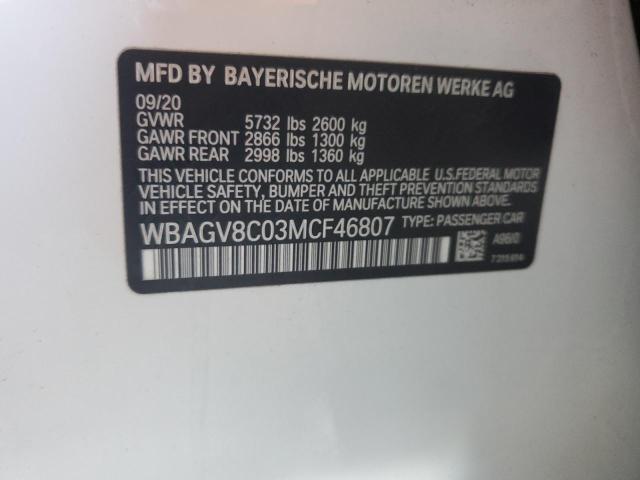 MFD BY BAYERISCHE MOTOREN WERKE AG
09/20
GVWR 5732 lbs 2600 kg
GAWR FRONT 2866 lbs 1300 kg
GAWR REAR 2998 lbs 1360 kg
THIS VEHICLE CONFORMS TO ALL APPLICABLE U.S.FEDERAL MOTOR
VEHICLE SAFETY, BUMPER AND THEFT PREVENTION STANDARDS
IN EFFECT ON THE DATE OF MANUFACTURE SHOWN ABOVE
WBAGV8C03MCF46807 TYPE: PASSENGER CAR
A96/0